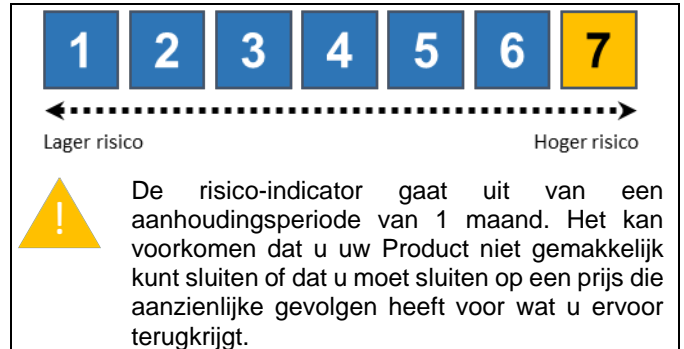 1 2 3 4 5 6 7
Lager risico Hoger risico
!
De risico-indicator gaat uit van een
aanhoudingsperiode van 1 maand. Het kan
voorkomen dat u uw Product niet gemakkelijk
kunt sluiten of dat u moet sluiten op een prijs die
aanzienlijke gevolgen heeft voor wat u ervoor
terugkrijgt.